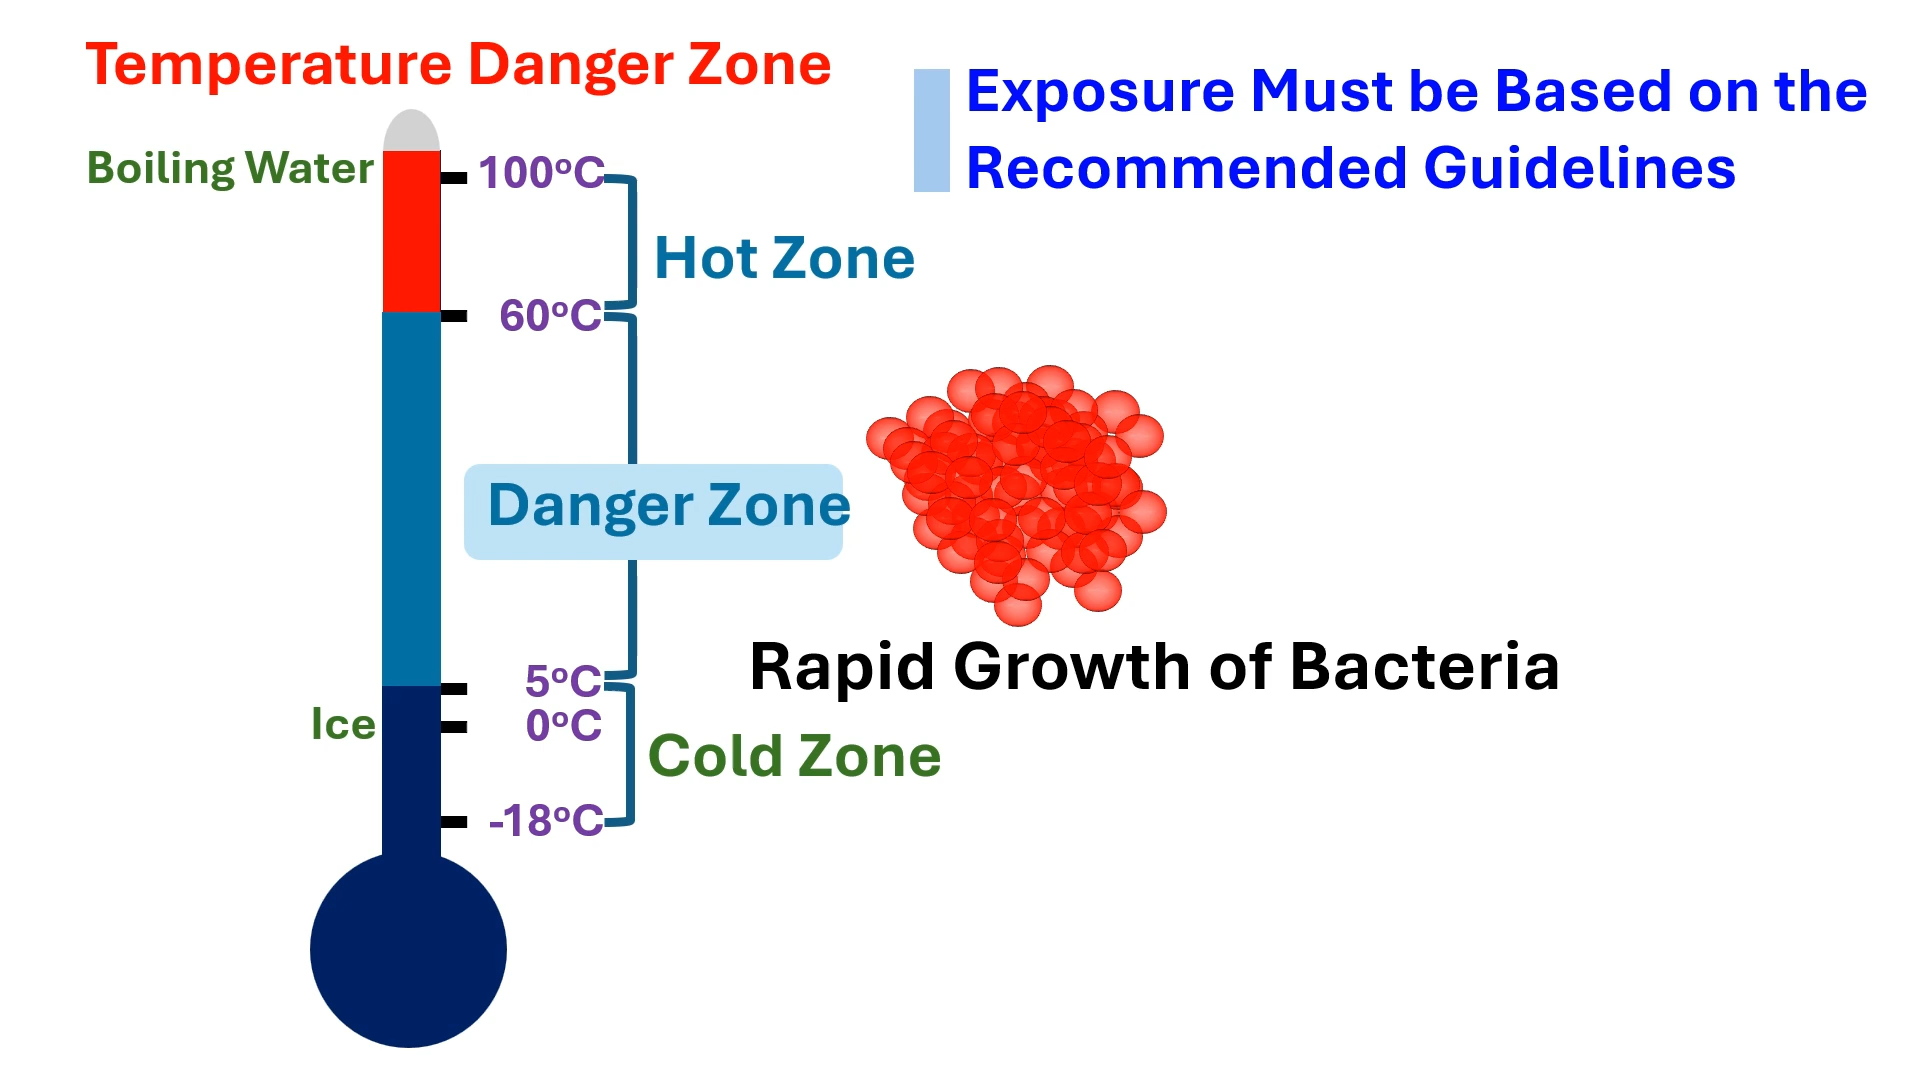 Temperature Danger Zone
Exposure Must be Based on the
Recommended Guidelines
Boiling Water
100°C
Hot Zone
60°C
Danger Zone
Rapid Growth of Bacteria
5°C
Ice
0°C
Cold Zone
-18°C